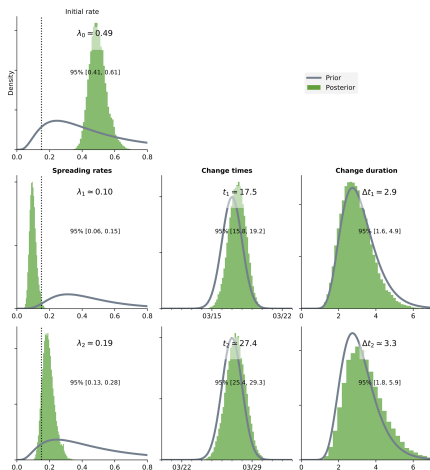 Initial rate
λ₀ ≃ 0.49
95% [0.41, 0.61]
Density
0.0 0.2 0.4 0.6 0.8
Prior
Posterior
Spreading rates
λ₁ ≃ 0.10
95% [0.06, 0.15]
0.0 0.2 0.4 0.6 0.8
Change times
t₁ ≃ 17.5
95% [15.8, 19.2]
03/15 03/22
Change duration
Δt₁ ≃ 2.9
95% [1.6, 4.9]
2 4 6
λ₂ ≃ 0.19
95% [0.13, 0.28]
0.0 0.2 0.4 0.6 0.8
t₂ ≃ 27.4
95% [25.4, 29.3]
03/22 03/29
Δt₂ ≃ 3.3
95% [1.8, 5.9]
2 4 6